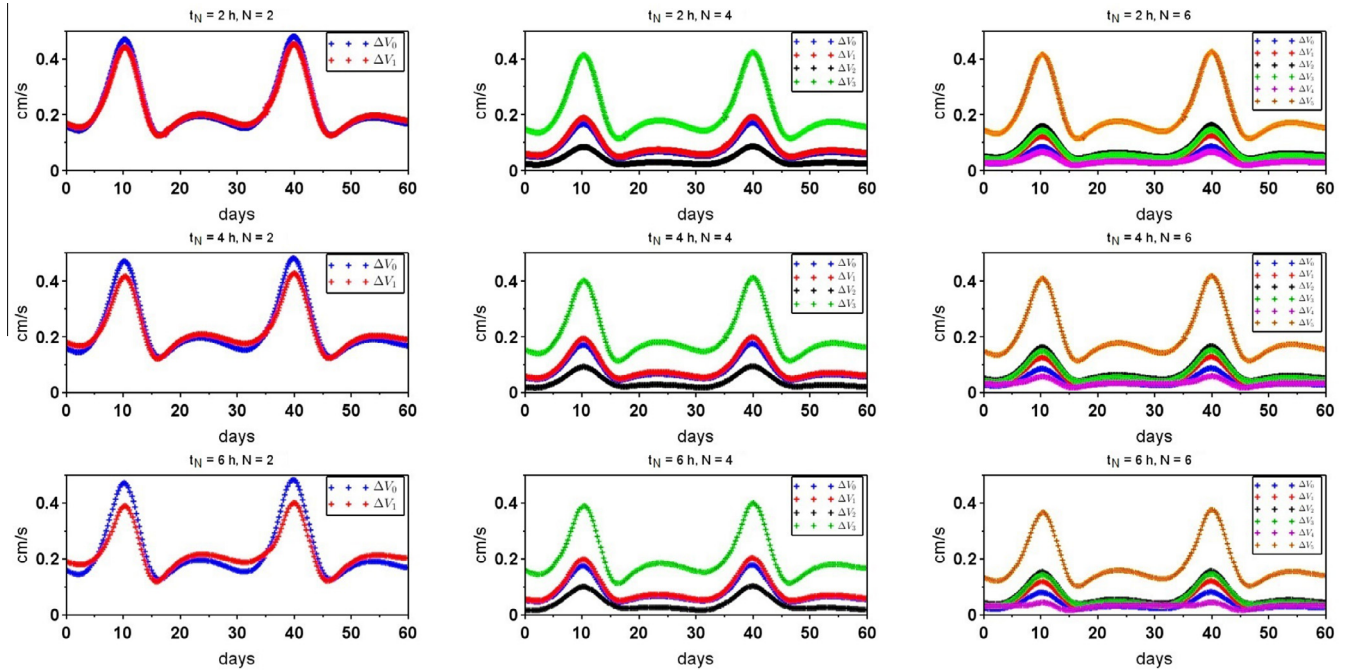 t_N = 2 h, N = 2
cm/s
0.4
0.2
0
0 10 20 30 40 50 60
days
ΔV_0
ΔV_1
t_N = 2 h, N = 4
cm/s
0.4
0.2
0
0 10 20 30 40 50 60
days
ΔV_0
ΔV_1
ΔV_2
ΔV_3
t_N = 2 h, N = 6
cm/s
0.4
0.2
0
0 10 20 30 40 50 60
days
ΔV_0
ΔV_1
ΔV_2
ΔV_3
ΔV_4
ΔV_5
t_N = 4 h, N = 2
cm/s
0.4
0.2
0
0 10 20 30 40 50 60
days
ΔV_0
ΔV_1
t_N = 4 h, N = 4
cm/s
0.4
0.2
0
0 10 20 30 40 50 60
days
ΔV_0
ΔV_1
ΔV_2
ΔV_3
t_N = 4 h, N = 6
cm/s
0.4
0.2
0
0 10 20 30 40 50 60
days
ΔV_0
ΔV_1
ΔV_2
ΔV_3
ΔV_4
ΔV_5
t_N = 6 h, N = 2
cm/s
0.4
0.2
0
0 10 20 30 40 50 60
days
ΔV_0
ΔV_1
t_N = 6 h, N = 4
cm/s
0.4
0.2
0
0 10 20 30 40 50 60
days
ΔV_0
ΔV_1
ΔV_2
ΔV_3
t_N = 6 h, N = 6
cm/s
0.4
0.2
0
0 10 20 30 40 50 60
days
ΔV_0
ΔV_1
ΔV_2
ΔV_3
ΔV_4
ΔV_5